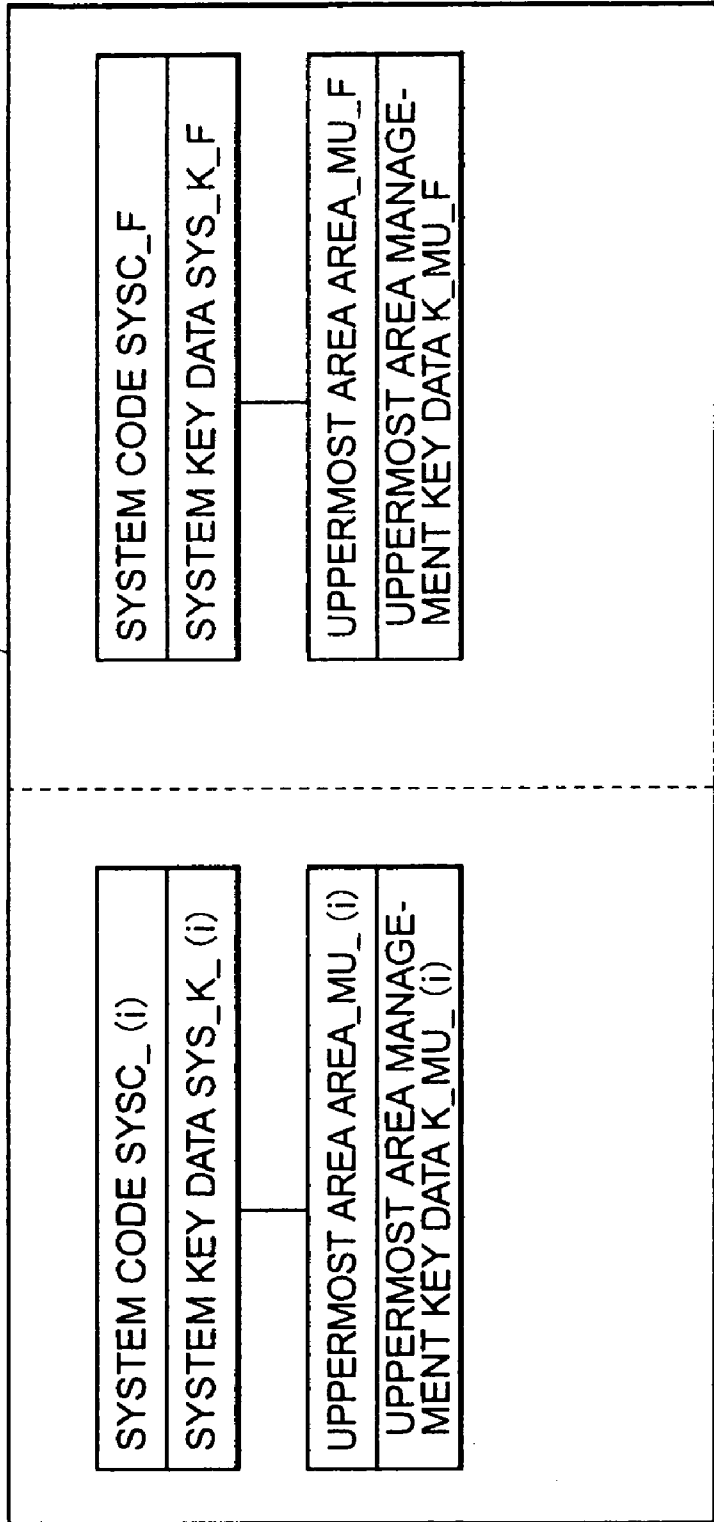 SYSTEM CODE SYSC_(i)
SYSTEM KEY DATA SYS_K_(i)
UPPERMOST AREA AREA_MU_(i)
UPPERMOST AREA MANAGE-
MENT KEY DATA K_MU_(i)
SYSTEM CODE SYSC_F
SYSTEM KEY DATA SYS_K_F
UPPERMOST AREA AREA_MU_F
UPPERMOST AREA MANAGE-
MENT KEY DATA K_MU_F